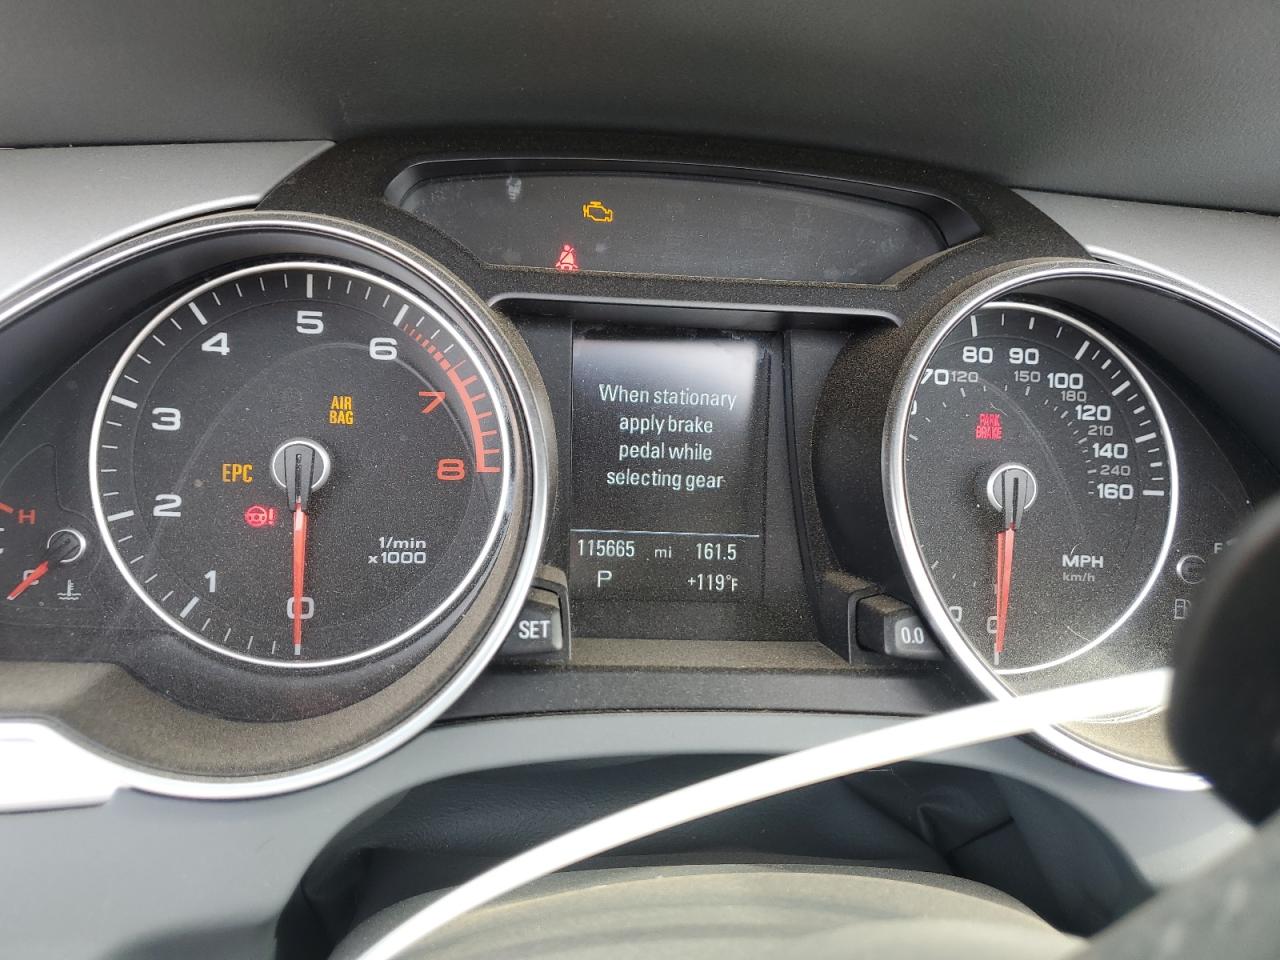 5
4
6
3
7
AIR
BAG
2
EPC
8
1/min
x1000
1
0
H
C
When stationary
apply brake
pedal while
selecting gear
115665 mi 161.5
P +119°F
SET
0.0
80
90
70
120
150
100
180
120
210
140
240
160
PARK
BRAKE
MPH
km/h
0
F